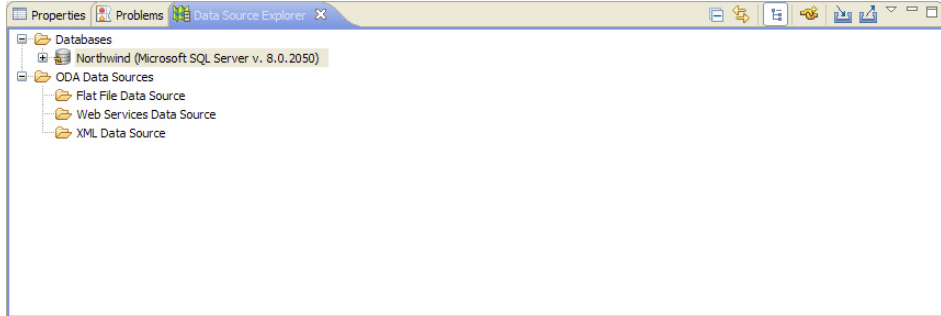 Properties Problems Data Source Explorer
Databases
Northwind (Microsoft SQL Server v. 8.0.2050)
ODA Data Sources
Flat File Data Source
Web Services Data Source
XML Data Source